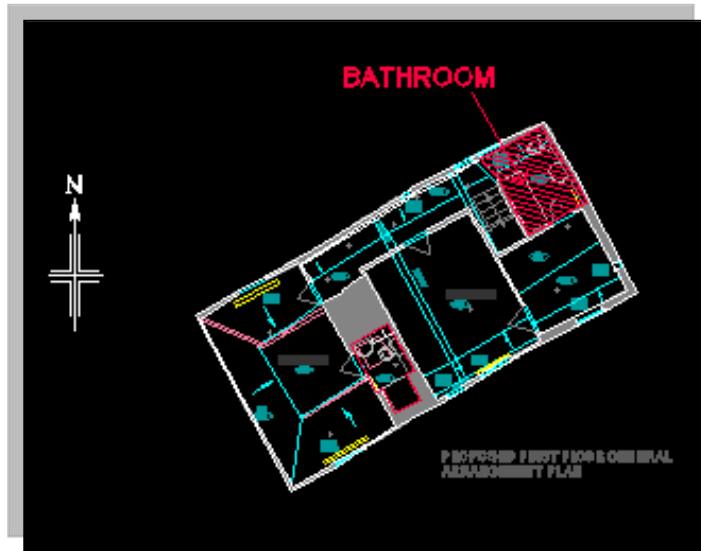 BATHROOM
N
PROPOSED FIRST FLOOR GENERAL
ARRANGEMENT PLAN